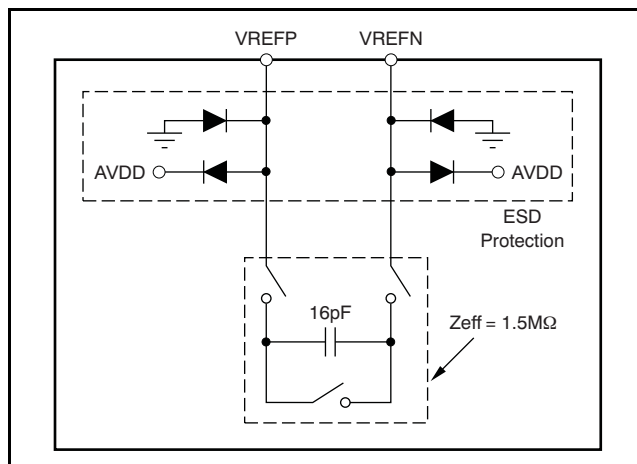 VREFP VREFN
AVDD AVDD
ESD
Protection
16pF
Zeff = 1.5MΩ